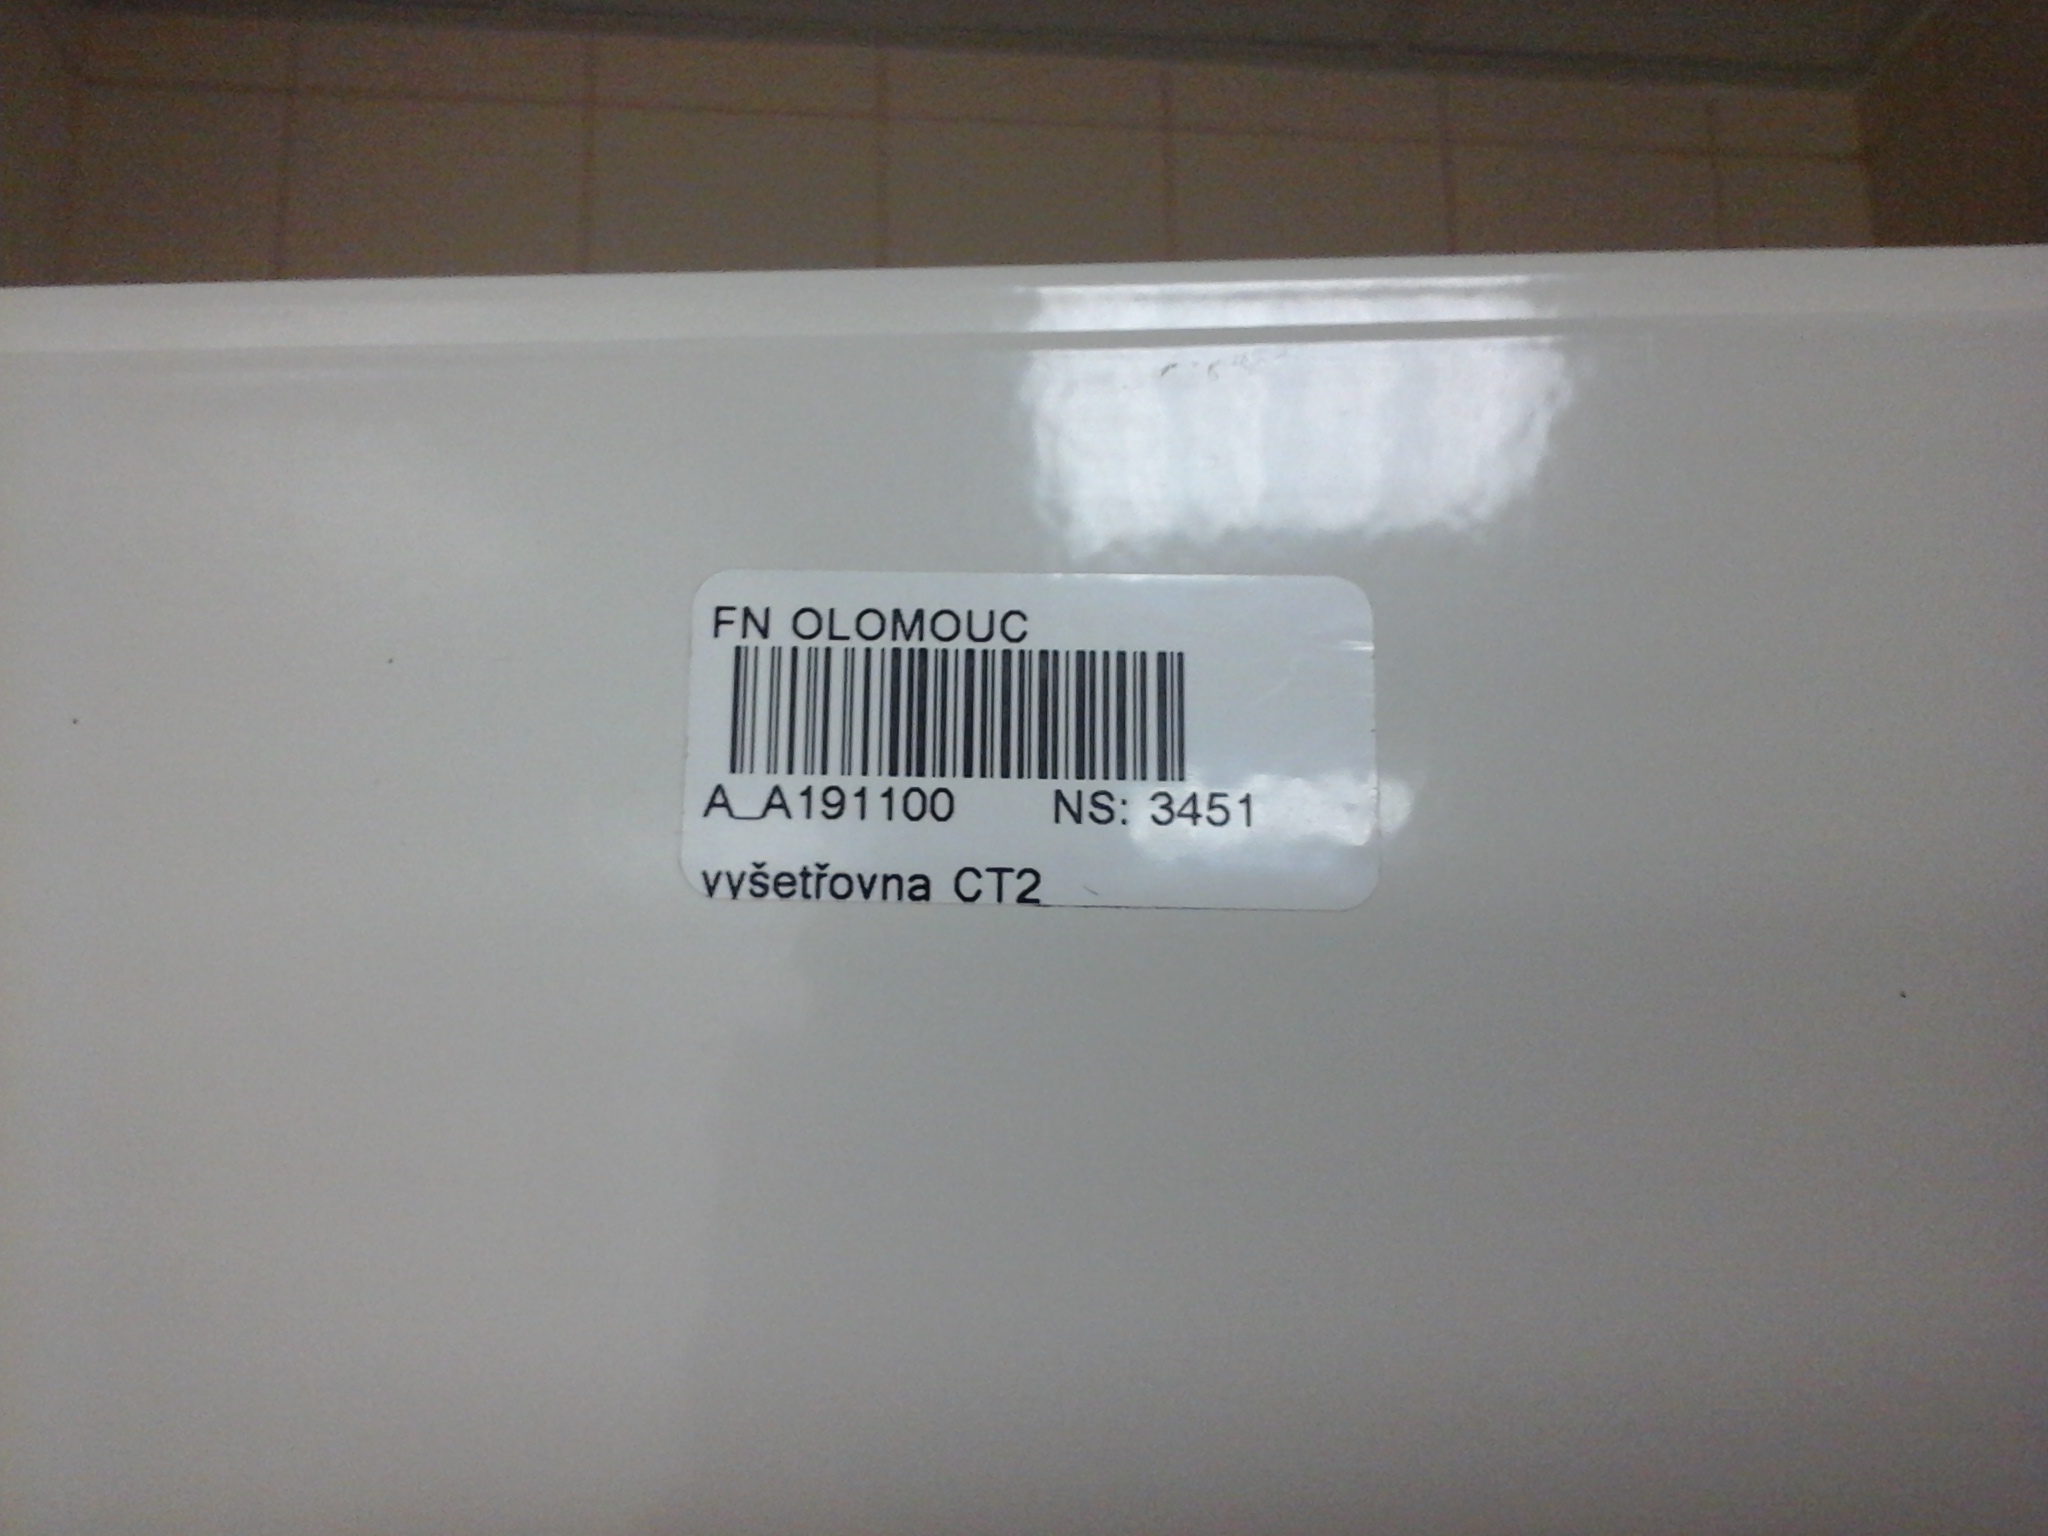 FN OLOMOUC
A_A191100 NS: 3451
vyšetřovna CT2